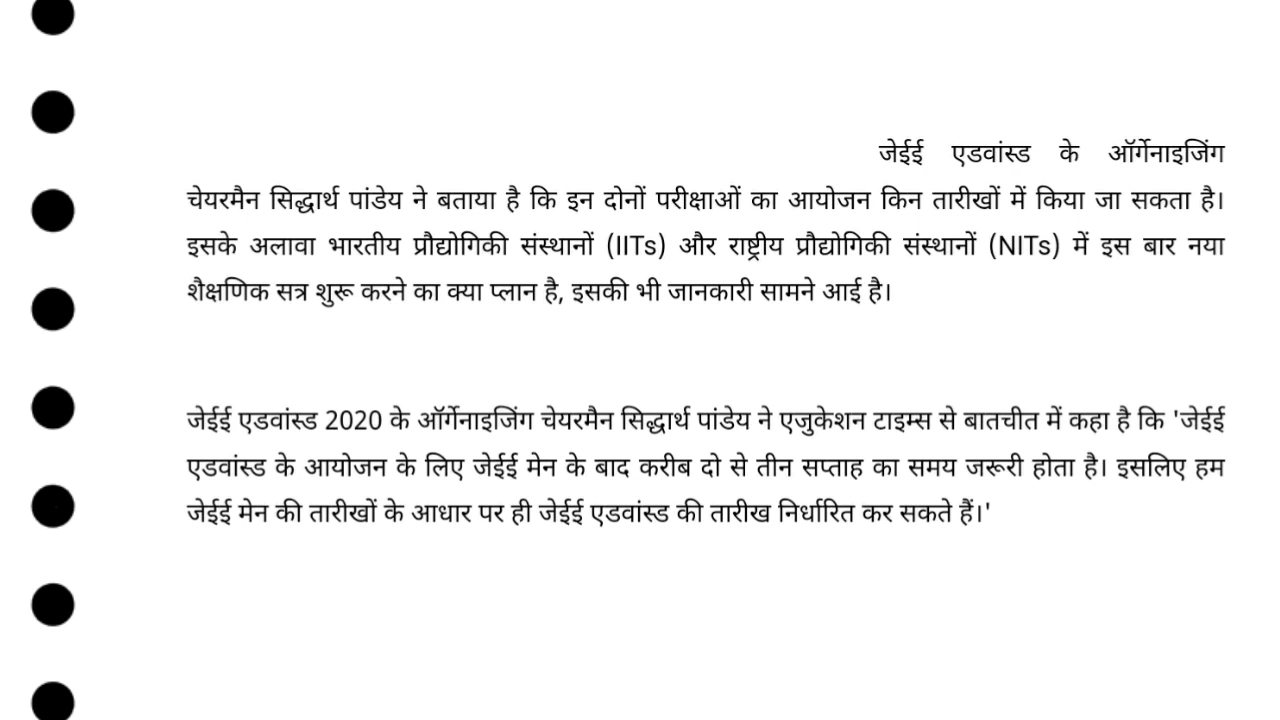 जेईई एडवांस्ड के ऑर्गेनाइजिंग
चेयरमैन सिद्धार्थ पांडेय ने बताया है कि इन दोनों परीक्षाओं का आयोजन किन तारीखों में किया जा सकता है।
इसके अलावा भारतीय प्रौद्योगिकी संस्थानों (IITs) और राष्ट्रीय प्रौद्योगिकी संस्थानों (NITs) में इस बार नया
शैक्षणिक सत्र शुरू करने का क्या प्लान है, इसकी भी जानकारी सामने आई है।
जेईई एडवांस्ड 2020 के ऑर्गेनाइजिंग चेयरमैन सिद्धार्थ पांडेय ने एजुकेशन टाइम्स से बातचीत में कहा है कि 'जेईई
एडवांस्ड के आयोजन के लिए जेईई मेन के बाद करीब दो से तीन सप्ताह का समय जरूरी होता है। इसलिए हम
जेईई मेन की तारीखों के आधार पर ही जेईई एडवांस्ड की तारीख निर्धारित कर सकते हैं।'